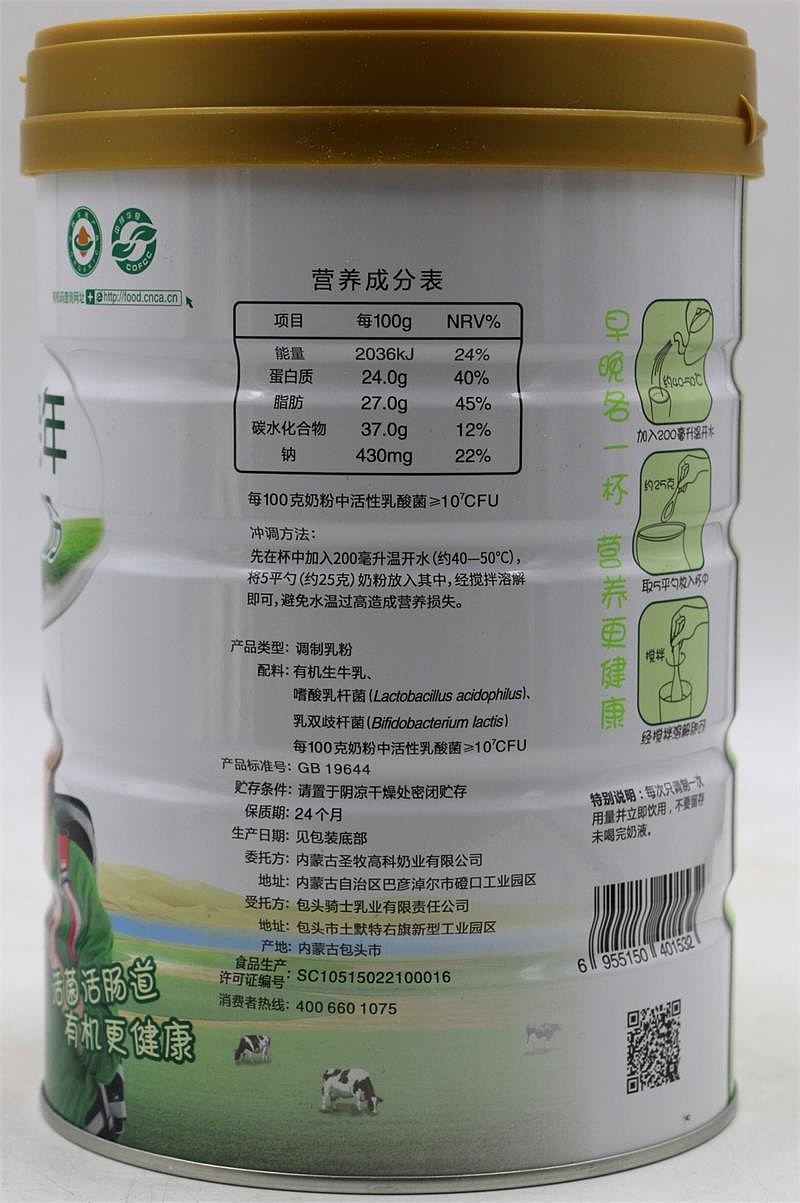 COFCC
http://food.cnca.cn
营养成分表
项目 每100g NRV%
能量 2036kJ 24%
蛋白质 24.0g 40%
脂肪 27.0g 45%
碳水化合物 37.0g 12%
钠 430mg 22%
每100克奶粉中活性乳酸菌≥10⁷CFU
冲调方法：
先在杯中加入200毫升温开水（约40—50℃），
将5平勺（约25克）奶粉放入其中，经搅拌溶解
即可，避免水温过高造成营养损失。
产品类型：调制乳粉
配料：有机生牛乳、
嗜酸乳杆菌(Lactobacillus acidophilus)、
乳双歧杆菌(Bifidobacterium lactis)
每100克奶粉中活性乳酸菌≥10⁷CFU
产品标准号：GB 19644
贮存条件：请置于阴凉干燥处密闭贮存
保质期：24个月
生产日期：见包装底部
委托方：内蒙古圣牧高科奶业有限公司
地址：内蒙古自治区巴彦淖尔市磴口工业园区
受托方：包头骑士乳业有限责任公司
地址：包头市土默特右旗新型工业园区
产地：内蒙古包头市
食品生产
许可证编号：SC10515022100016
消费者热线：400 660 1075
活菌活肠道
有机更健康
早晚各一杯 营养更健康
约40-50℃
加入200毫升温开水
约25克
取5平勺放入杯中
搅拌
经搅拌溶解即可
特别说明：每次只调制一次
用量并立即饮用，不要留存
未喝完奶液。
6 955150 401532